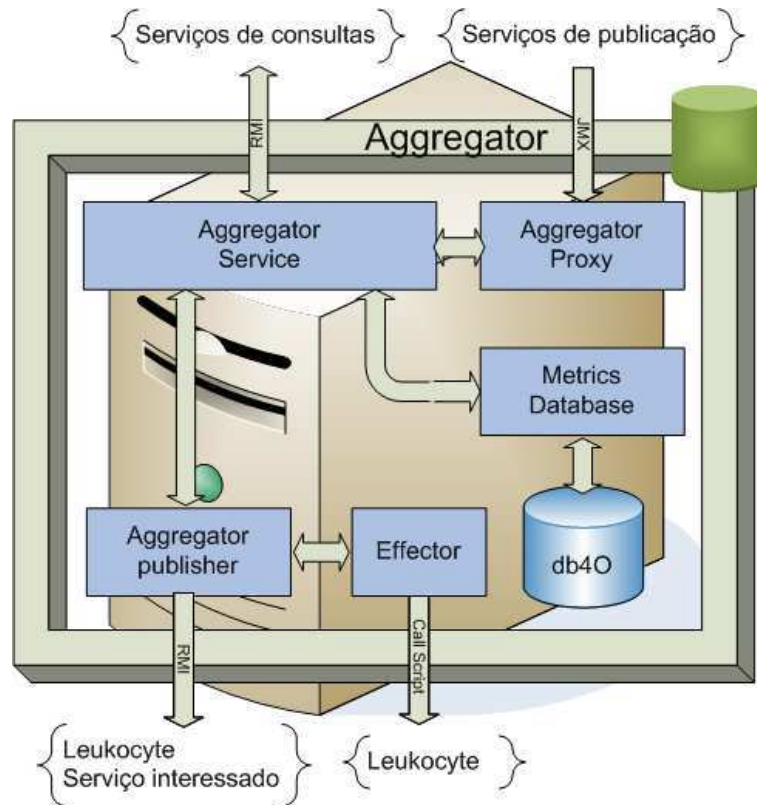 Serviços de consultas
Serviços de publicação
RMI
JMX
Aggregator
Aggregator
Service
Aggregator
Proxy
Metrics
Database
Aggregator
publisher
Effector
db4O
RMI
Call Script
Leukocyte
Serviço interessado
Leukocyte